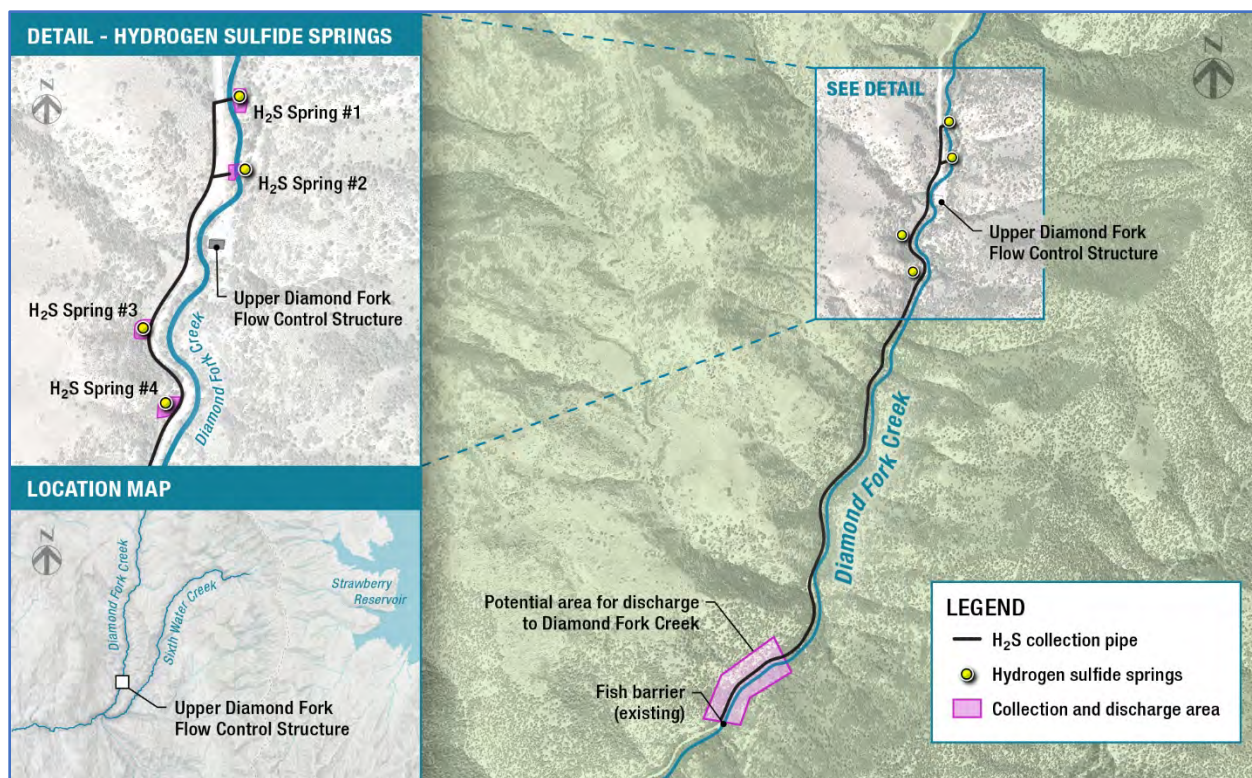 DETAIL - HYDROGEN SULFIDE SPRINGS
N
H₂S Spring #1
H₂S Spring #2
Upper Diamond Fork
Flow Control Structure
H₂S Spring #3
H₂S Spring #4
Diamond Fork Creek
LOCATION MAP
N
Diamond Fork Creek
Sixth Water Creek
Strawberry
Reservoir
Upper Diamond Fork
Flow Control Structure
N
SEE DETAIL
Upper Diamond Fork
Flow Control Structure
Diamond Fork Creek
Potential area for discharge
to Diamond Fork Creek
Fish barrier
(existing)
LEGEND
H₂S collection pipe
Hydrogen sulfide springs
Collection and discharge area